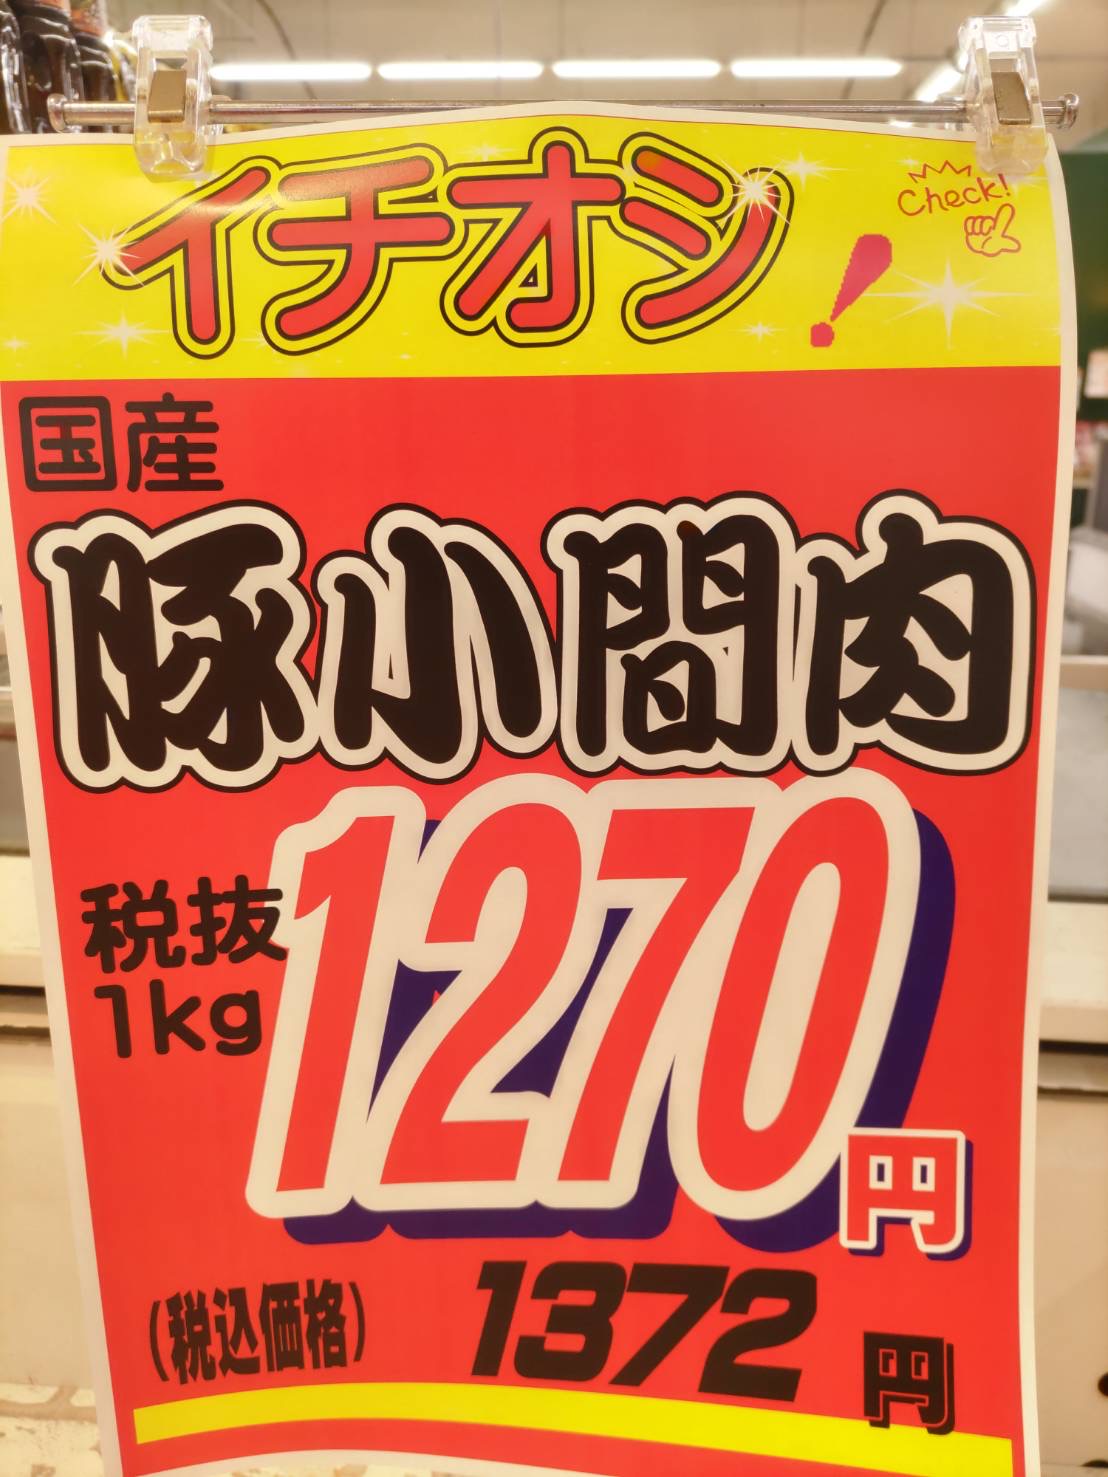 イチオシ!
Check!
国産
豚小間肉
税抜
1kg
1270円
(税込価格) 1372円